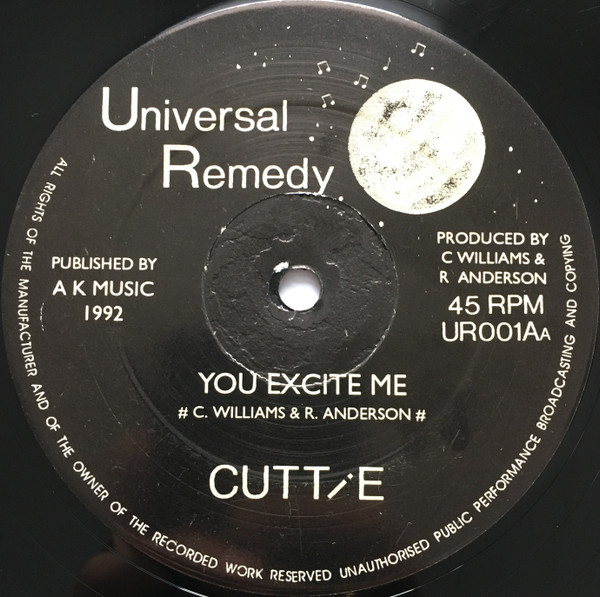 Universal
Remedy
PUBLISHED BY
A K MUSIC
1992
PRODUCED BY
C WILLIAMS &
R ANDERSON
45 RPM
UR001AA
YOU EXCITE ME
# C. WILLIAMS & R. ANDERSON #
CUTTIE
ALL RIGHTS OF THE MANUFACTURER AND OF THE OWNER OF THE RECORDED WORK RESERVED UNAUTHORISED PUBLIC PERFORMANCE BROADCASTING AND COPYING